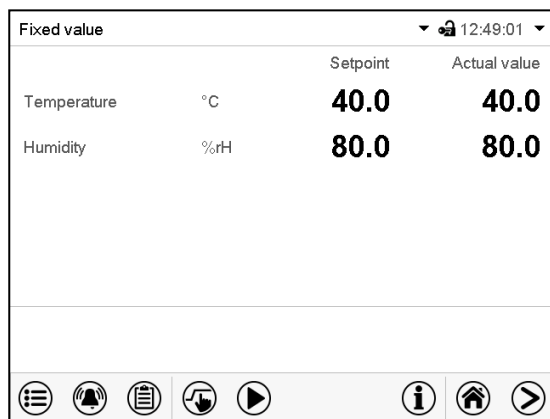 Fixed value 12:49:01
Setpoint Actual value
Temperature °C 40.0 40.0
Humidity %rH 80.0 80.0